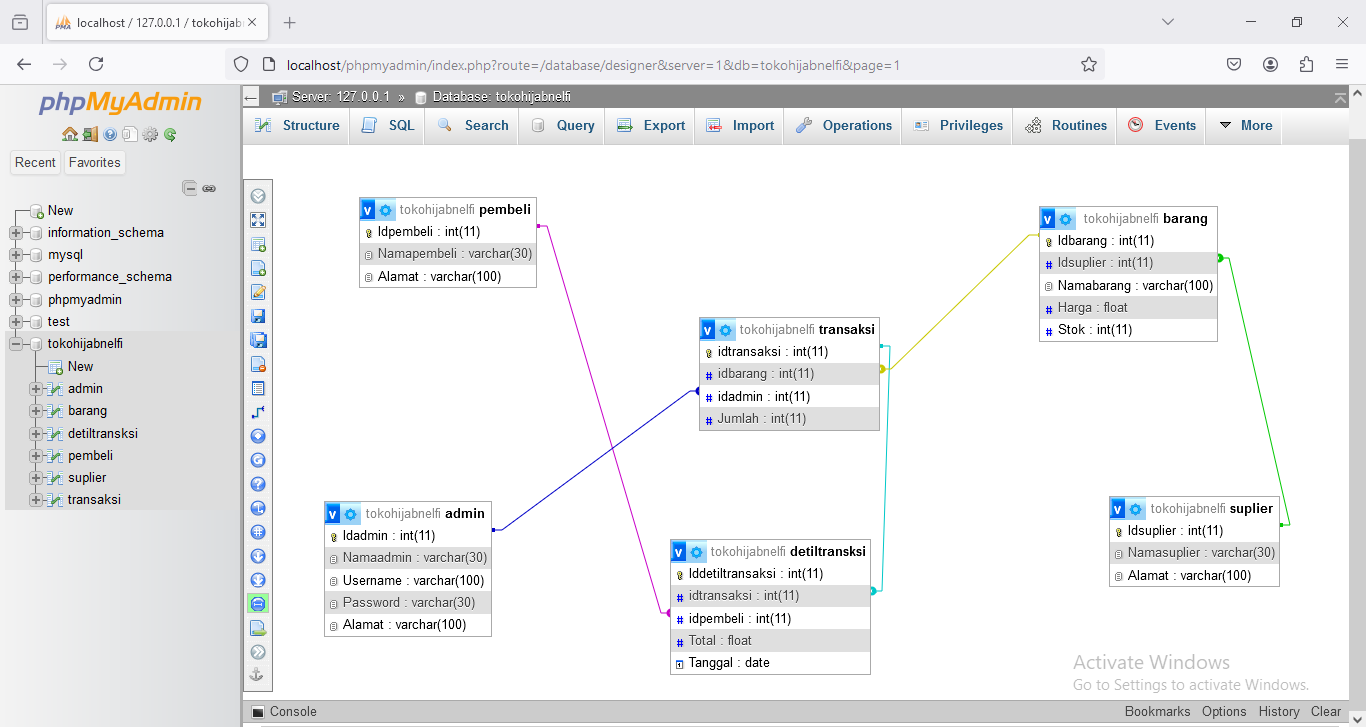 localhost / 127.0.0.1 / tokohijab
localhost/phpmyadmin/index.php?route=/database/designer&server=1&db=tokohijabnelfi&page=1
phpMyAdmin
Recent
Favorites
New
information_schema
mysql
performance_schema
phpmyadmin
test
tokohijabnelfi
New
admin
barang
detiltransksi
pembeli
suplier
transaksi
Server: 127.0.0.1 » Database: tokohijabnelfi
Structure SQL Search Query Export Import Operations Privileges Routines Events More
v tokohijabnelfi pembeli
Idpembeli : int(11)
Namapembeli : varchar(30)
Alamat : varchar(100)
v tokohijabnelfi barang
Idbarang : int(11)
# Idsuplier : int(11)
Namabarang : varchar(100)
# Harga : float
# Stok : int(11)
v tokohijabnelfi transaksi
idtransaksi : int(11)
# idbarang : int(11)
# idadmin : int(11)
# Jumlah : int(11)
v tokohijabnelfi admin
Idadmin : int(11)
Namaadmin : varchar(30)
Username : varchar(100)
Password : varchar(30)
Alamat : varchar(100)
v tokohijabnelfi detiltransksi
Iddetiltransaksi : int(11)
# idtransaksi : int(11)
# idpembeli : int(11)
# Total : float
Tanggal : date
v tokohijabnelfi suplier
Idsuplier : int(11)
Namasuplier : varchar(30)
Alamat : varchar(100)
Activate Windows
Go to Settings to activate Windows.
Console
Bookmarks Options History Clear